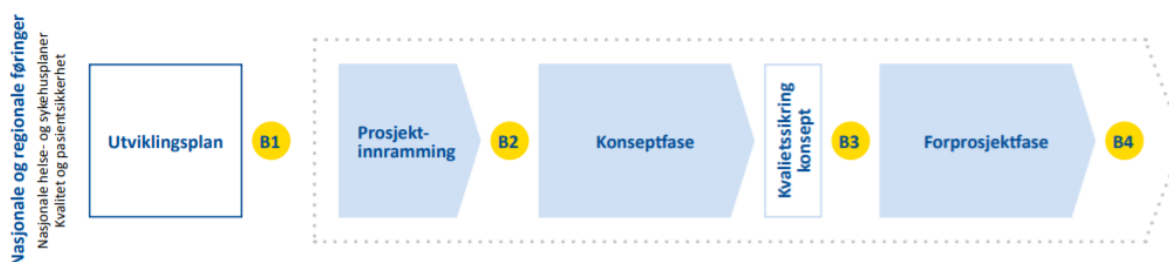 Nasjonale og regionale føringer
Nasjonale helse- og sykehusplaner
Kvalitet og pasientsikkerhet
Utviklingsplan
B1
Prosjekt-
innramming
B2
Konseptfase
Kvalietssikring
konsept
B3
Forprosjektfase
B4